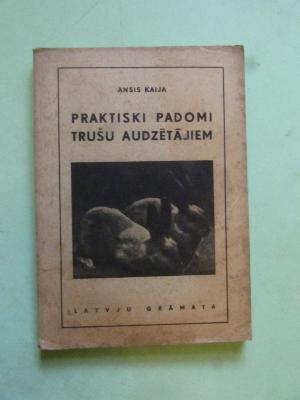 ANSIS KAIJA
PRAKTISKI PADOMI
TRUŠU AUDZĒTĀJIEM
LATVJU GRĀMATA